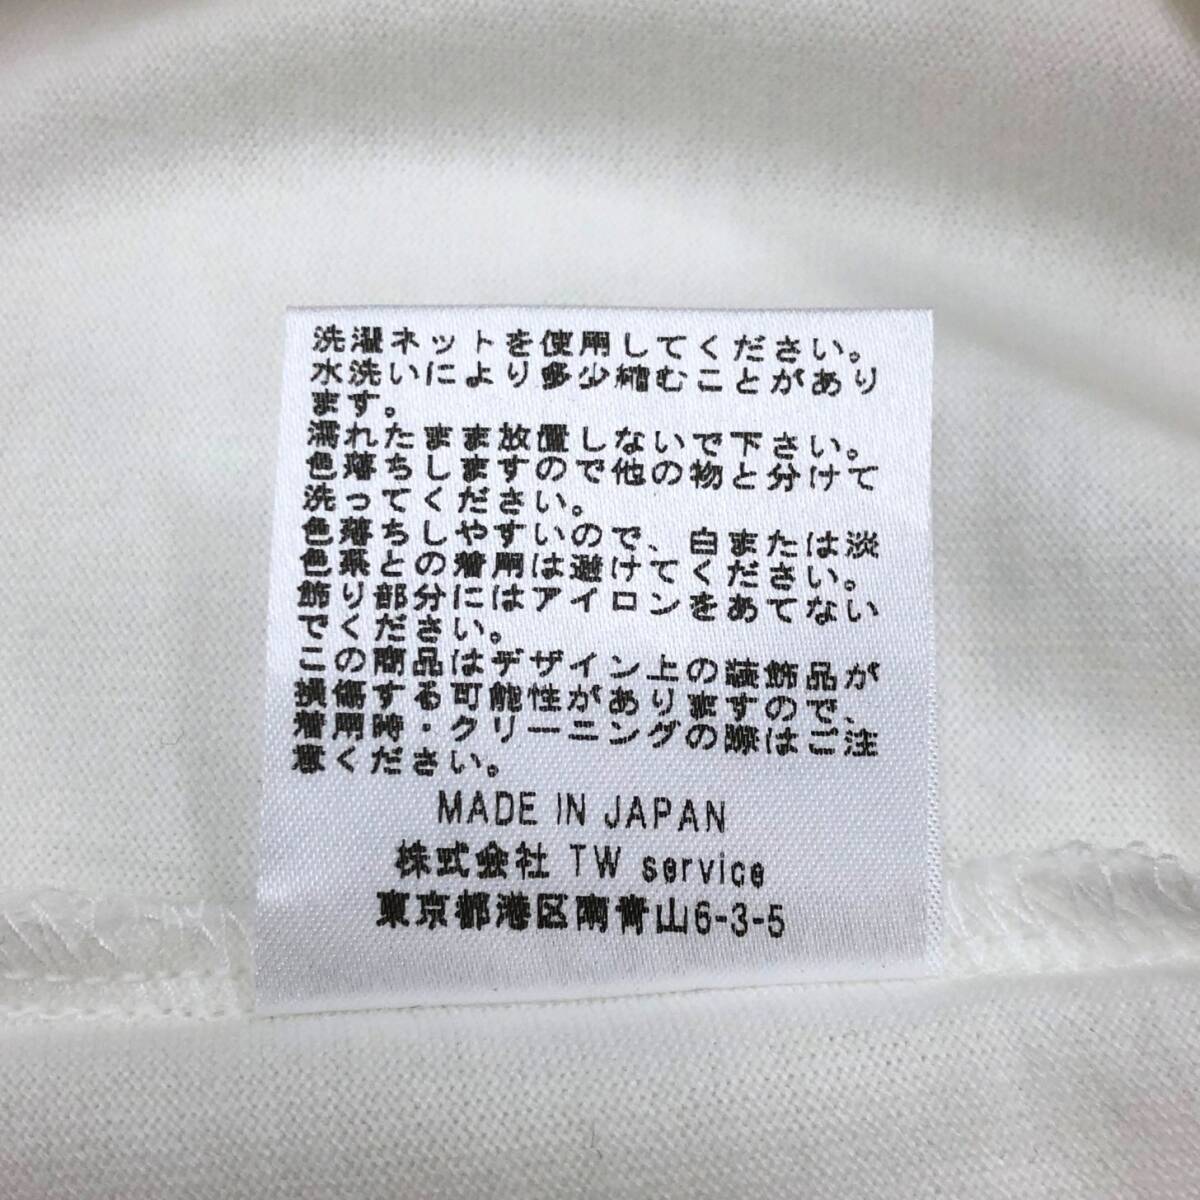 洗濯ネットを使用してください。
水洗いにより多少縮むことがあり
ます。
濡れたまま放置しないで下さい。
色落ちしますので他の物と分けて
洗ってください。
色落ちしやすいので、白または淡
色系との着用は避けてください。
飾り部分にはアイロンをあてない
でください。
この商品はデザイン上の装飾品が
損傷する可能性がありますので、
着用時・クリーニングの際はご注
意ください。
MADE IN JAPAN
株式会社 TW service
東京都港区南青山6-3-5